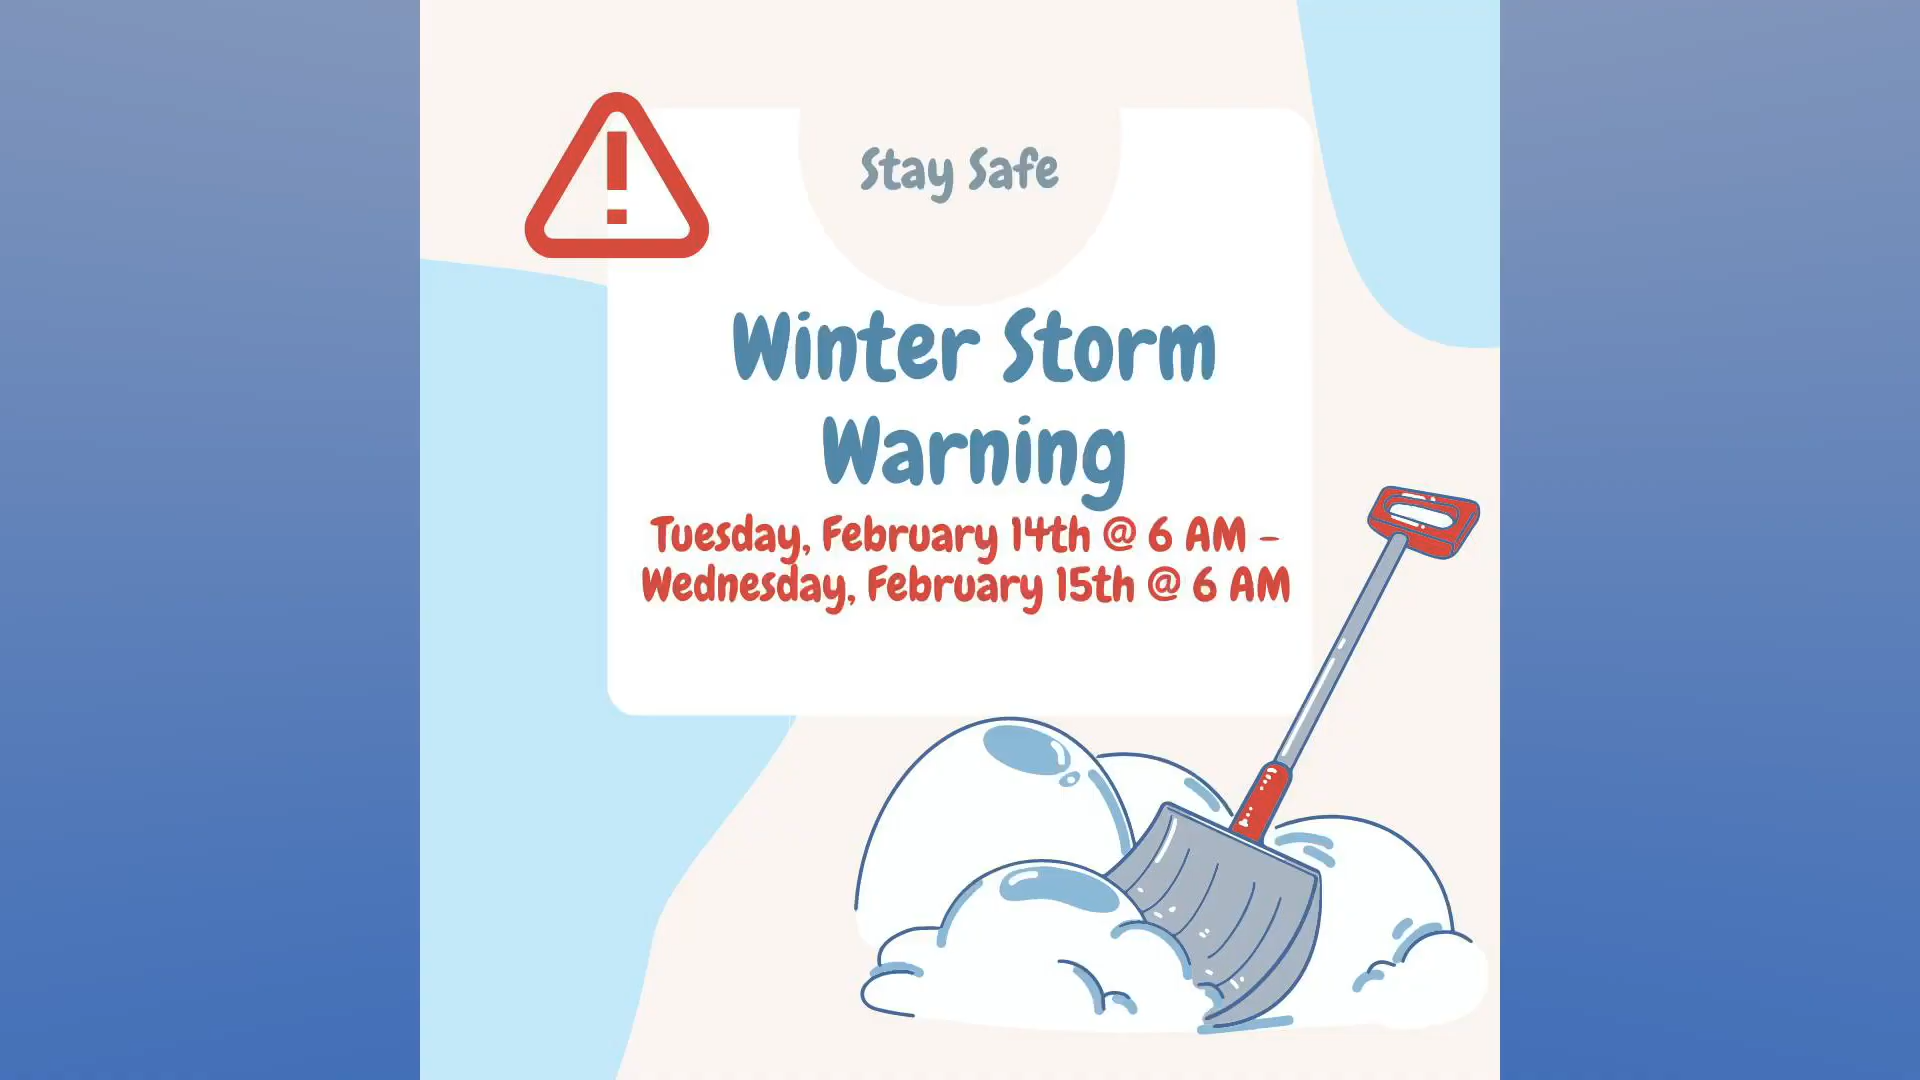 Stay Safe
Winter Storm
Warning
Tuesday, February 14th @ 6 AM -
Wednesday, February 15th @ 6 AM